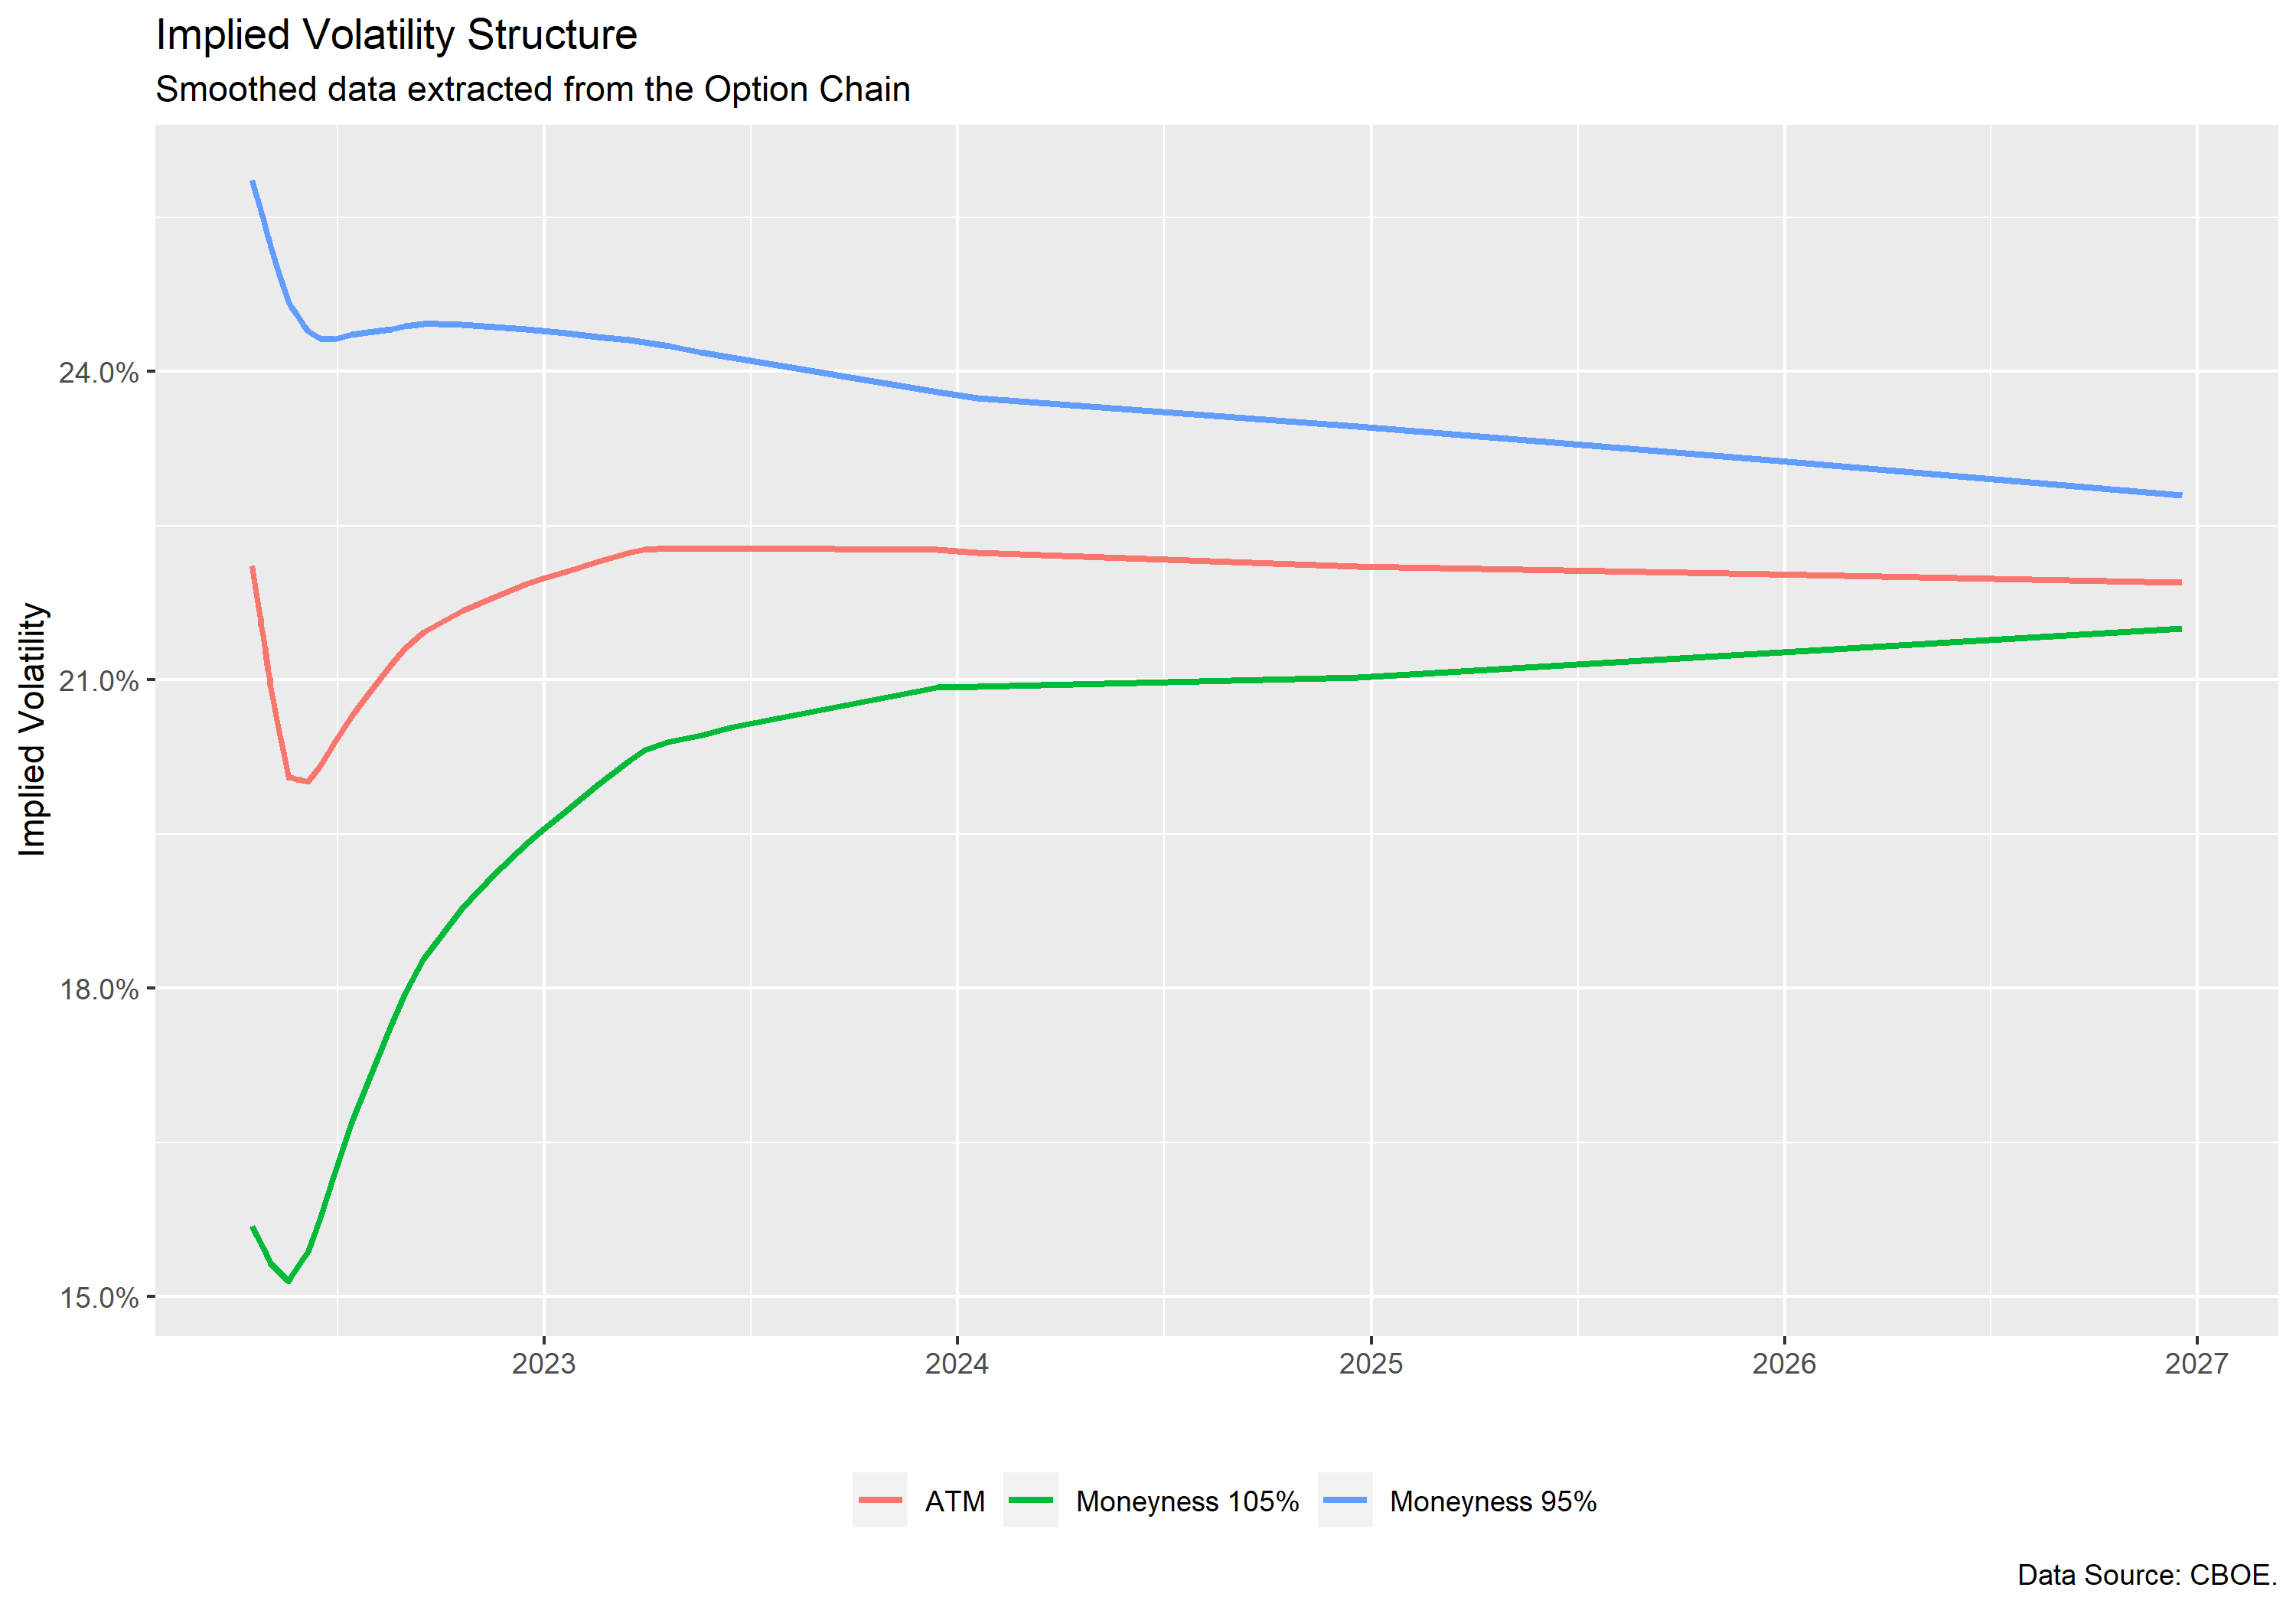 Implied Volatility Structure
Smoothed data extracted from the Option Chain
Implied Volatility
24.0%
21.0%
18.0%
15.0%
2023 2024 2025 2026 2027
ATM Moneyness 105% Moneyness 95%
Data Source: CBOE.